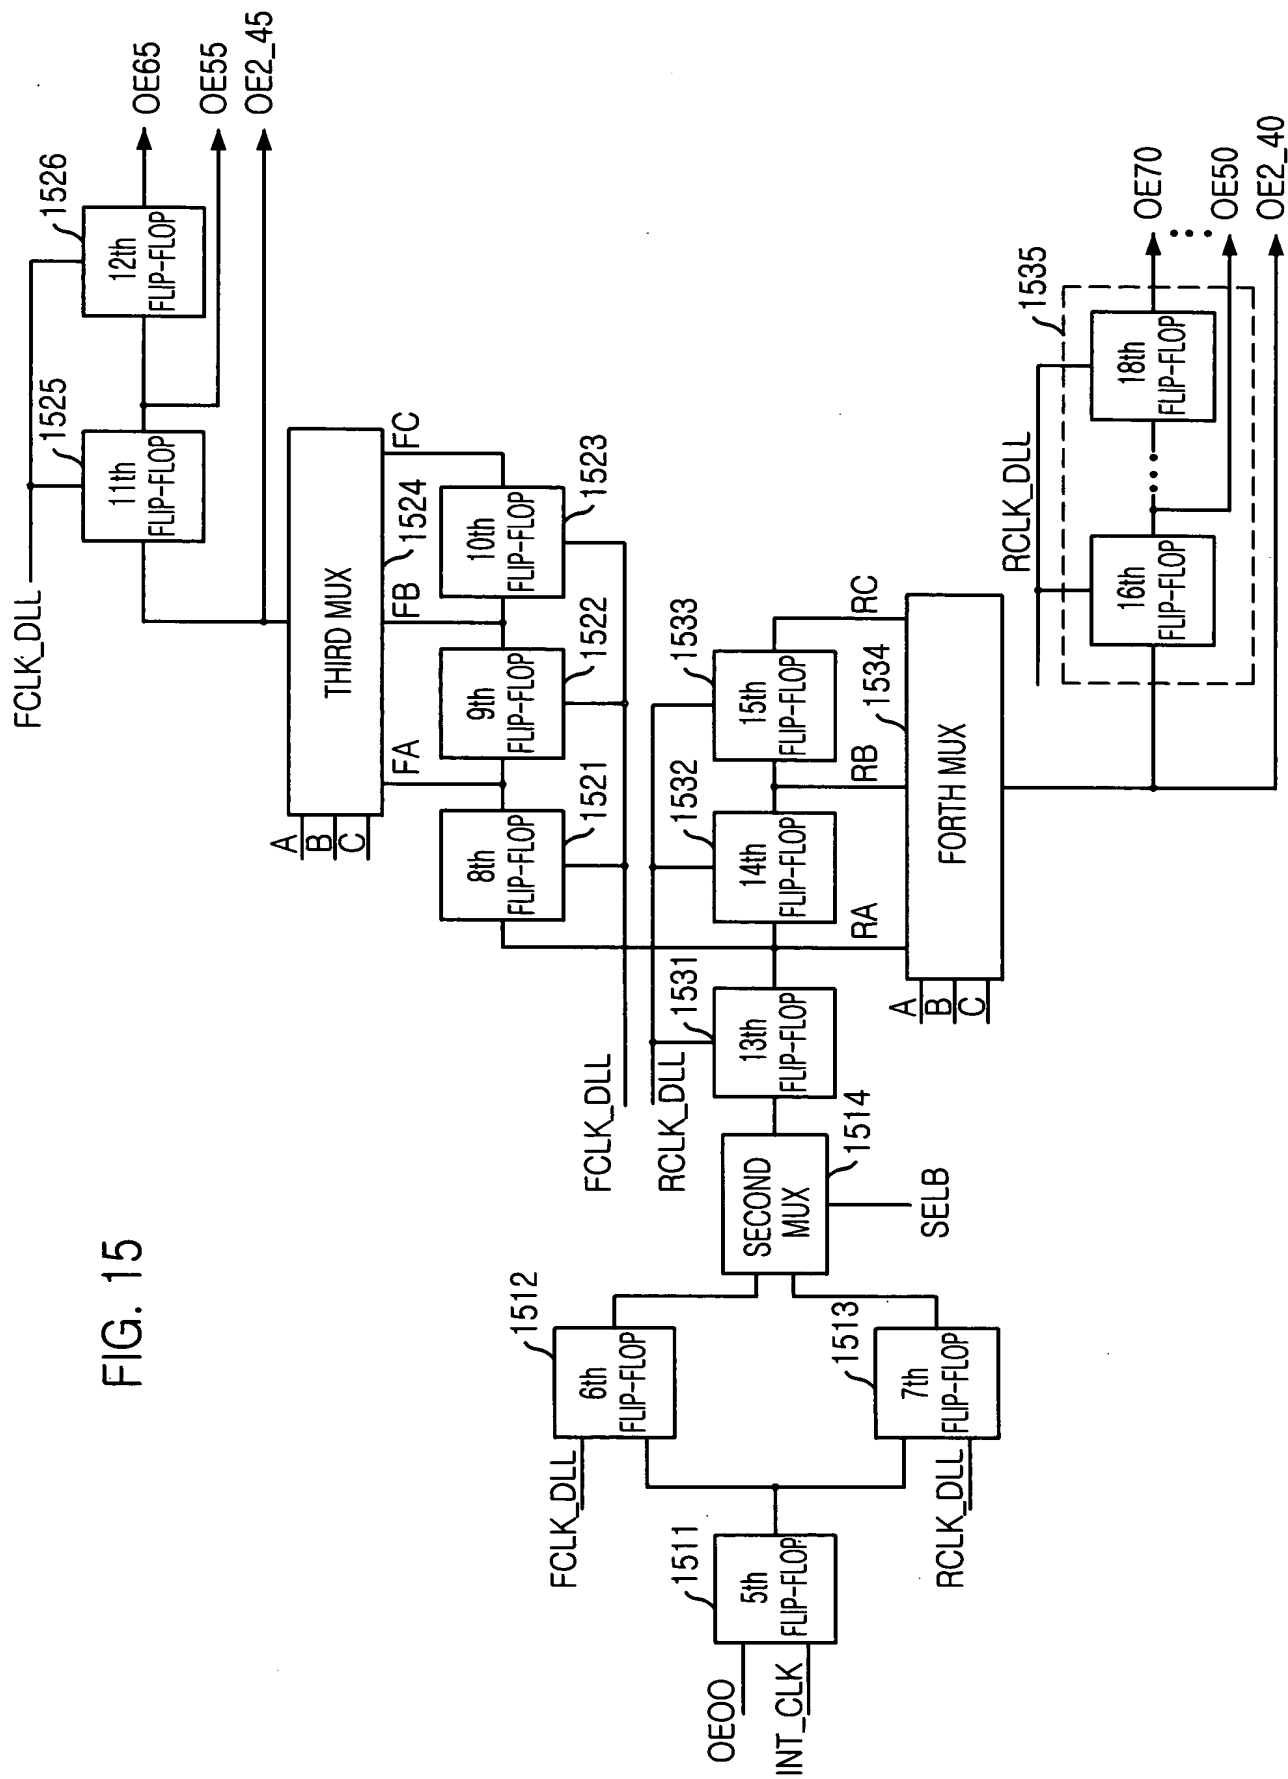 FIG. 15
OE00
INT_CLK
5th
FLIP-FLOP
1511
FCLK_DLL
6th
FLIP-FLOP
1512
RCLK_DLL
7th
FLIP-FLOP
1513
SECOND
MUX
1514
SELB
FCLK_DLL
RCLK_DLL
13th
FLIP-FLOP
1531
14th
FLIP-FLOP
1532
15th
FLIP-FLOP
1533
8th
FLIP-FLOP
1521
9th
FLIP-FLOP
1522
10th
FLIP-FLOP
1523
FA
FB
FC
A
B
C
THIRD MUX
1524
FCLK_DLL
11th
FLIP-FLOP
1525
12th
FLIP-FLOP
1526
OE65
OE55
OE2_45
RA
RB
RC
A
B
C
FORTH MUX
1534
RCLK_DLL
16th
FLIP-FLOP
18th
FLIP-FLOP
1535
OE70
OE50
OE2_40